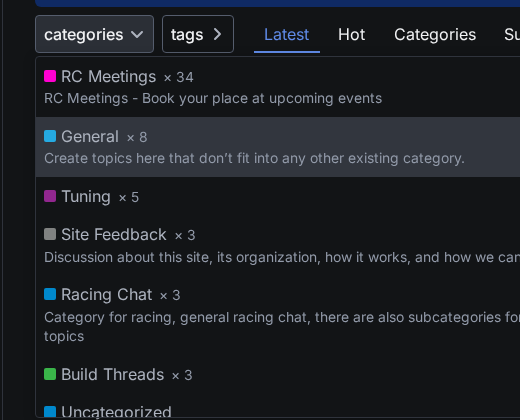 categories tags Latest Hot Categories
RC Meetings × 34
RC Meetings - Book your place at upcoming events
General × 8
Create topics here that don’t fit into any other existing category.
Tuning × 5
Site Feedback × 3
Discussion about this site, its organization, how it works, and how we can
Racing Chat × 3
Category for racing, general racing chat, there are also subcategories for
topics
Build Threads × 3
Uncategorized